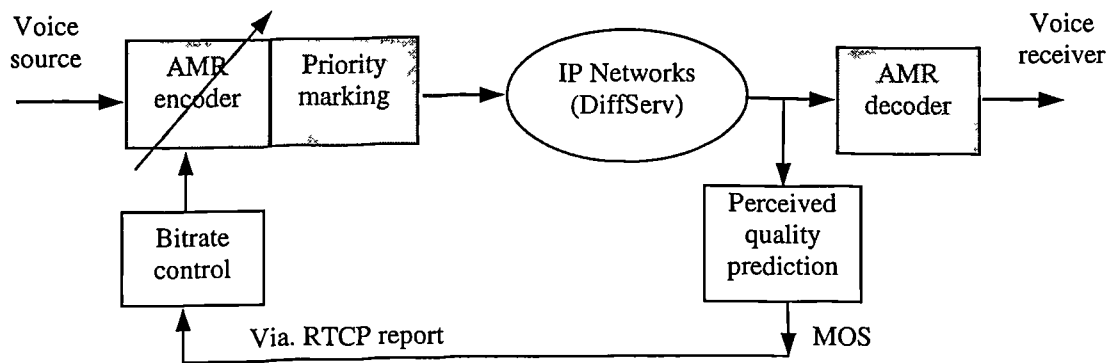 Voice
source
AMR
encoder
Priority
marking
IP Networks
(DiffServ)
AMR
decoder
Voice
receiver
Bitrate
control
Perceived
quality
prediction
Via. RTCP report
MOS